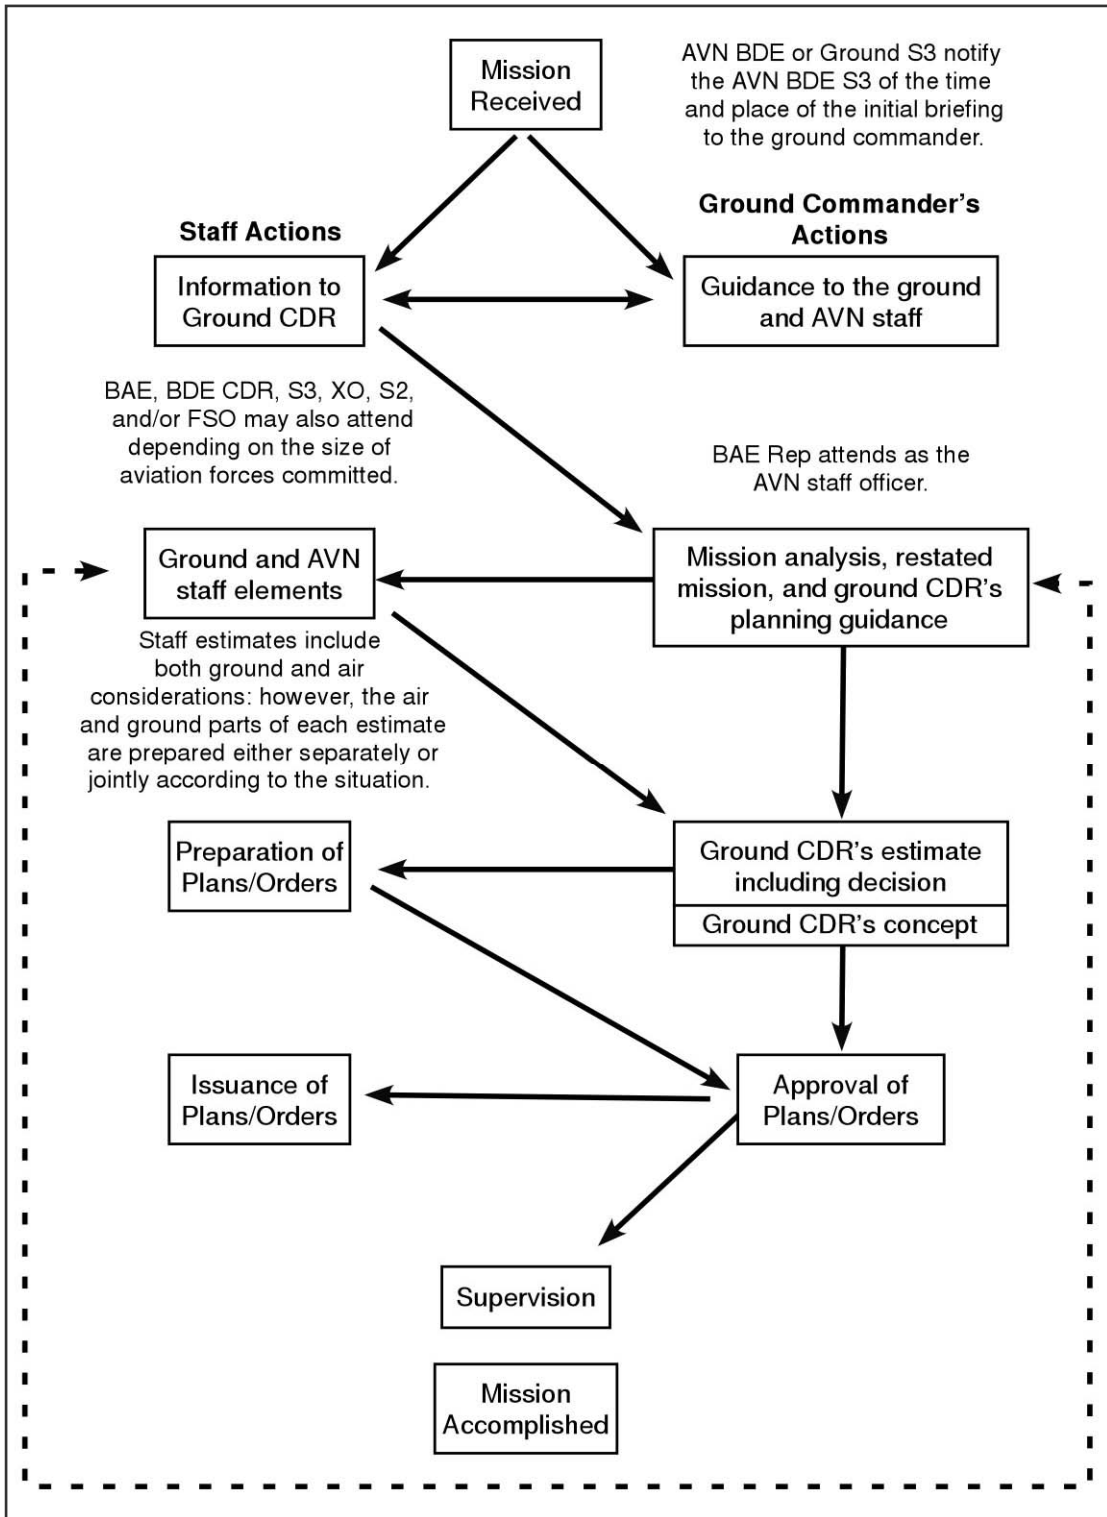 Mission
Received
AVN BDE or Ground S3 notify
the AVN BDE S3 of the time
and place of the initial briefing
to the ground commander.
Staff Actions
Ground Commander's
Actions
Information to
Ground CDR
Guidance to the ground
and AVN staff
BAE, BDE CDR, S3, XO, S2,
and/or FSO may also attend
depending on the size of
aviation forces committed.
BAE Rep attends as the
AVN staff officer.
Ground and AVN
staff elements
Mission analysis, restated
mission, and ground CDR's
planning guidance
Staff estimates include
both ground and air
considerations: however, the air
and ground parts of each estimate
are prepared either separately or
jointly according to the situation.
Preparation of
Plans/Orders
Ground CDR's estimate
including decision
Ground CDR's concept
Issuance of
Plans/Orders
Approval of
Plans/Orders
Supervision
Mission
Accomplished